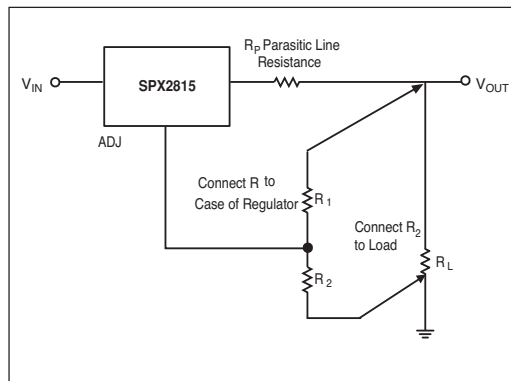 R_P Parasitic Line
Resistance
V_IN
SPX2815
V_OUT
ADJ
Connect R to
Case of Regulator
R_1
Connect R_2
to Load
R_2
R_L